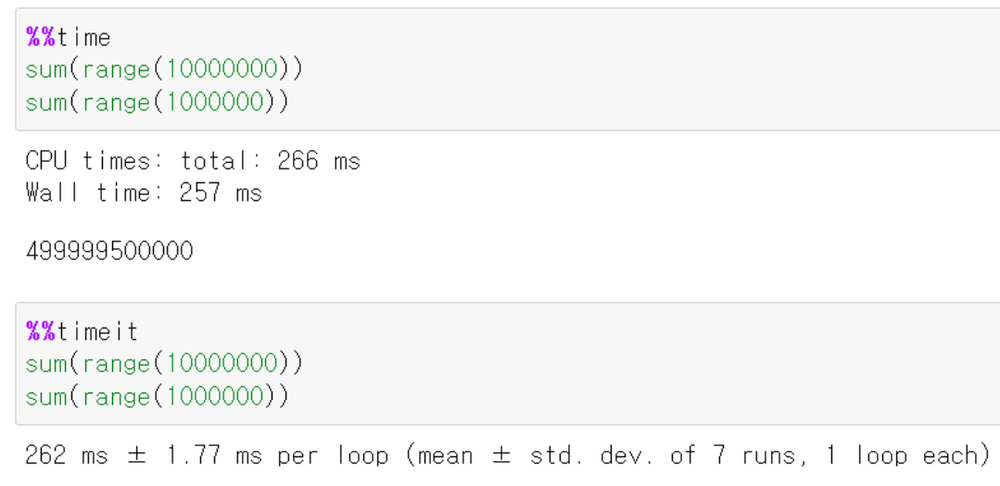 %%time
sum(range(10000000))
sum(range(1000000))
CPU times: total: 266 ms
Wall time: 257 ms
499999500000
%%timeit
sum(range(10000000))
sum(range(1000000))
262 ms ± 1.77 ms per loop (mean ± std. dev. of 7 runs, 1 loop each)